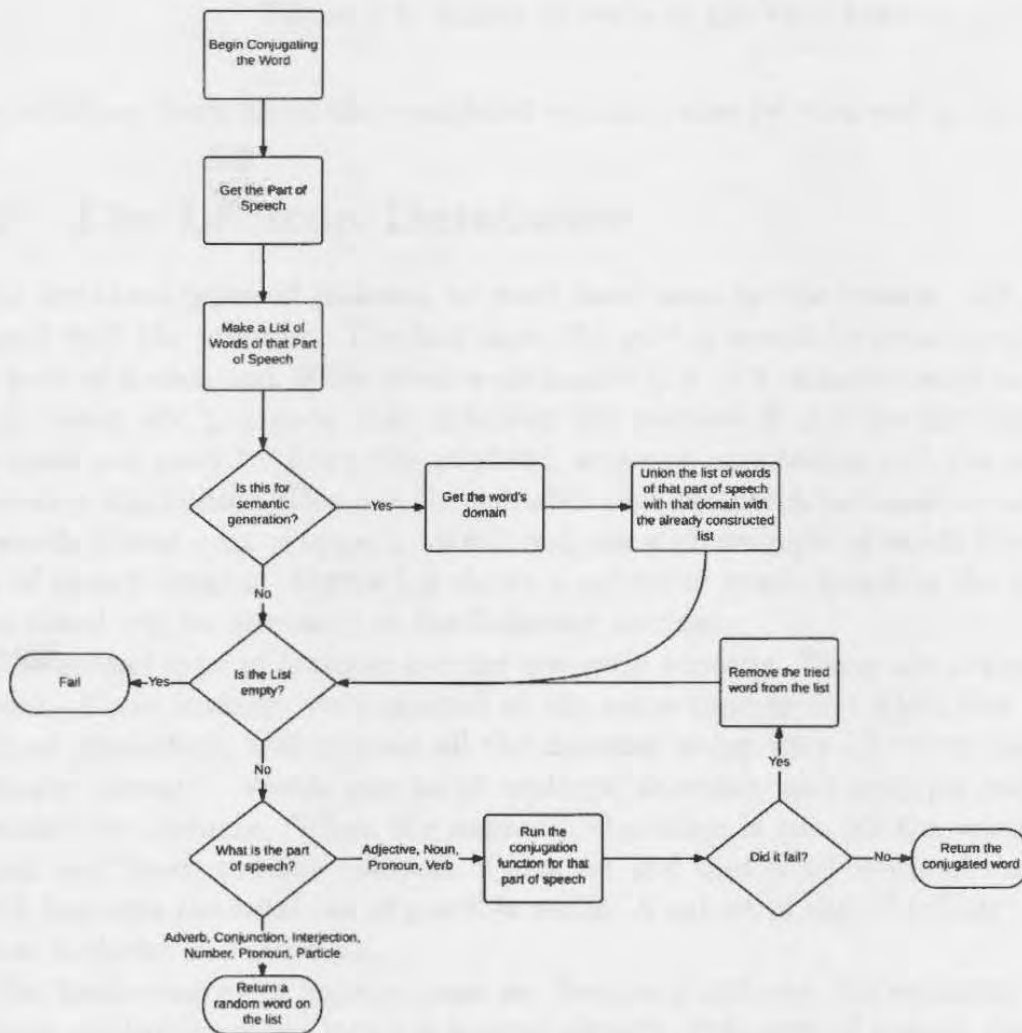 Begin Conjugating
the Word
Get the Part of
Speech
Make a List of
Words of that Part
of Speech
Is this for
semantic
generation?
Yes
Get the word's
domain
Union the list of words
of that part of speech
with that domain with
the already constructed
list
No
Fail
Yes
Is the List
empty?
Remove the tried
word from the list
No
Yes
What is the part
of speech?
Adjective, Noun,
Pronoun, Verb
Run the
conjugation
function for that
part of speech
Did it fail?
No
Return the
conjugated word
Adverb, Conjunction, Interjection,
Number, Pronoun, Particle
Return a
random word on
the list